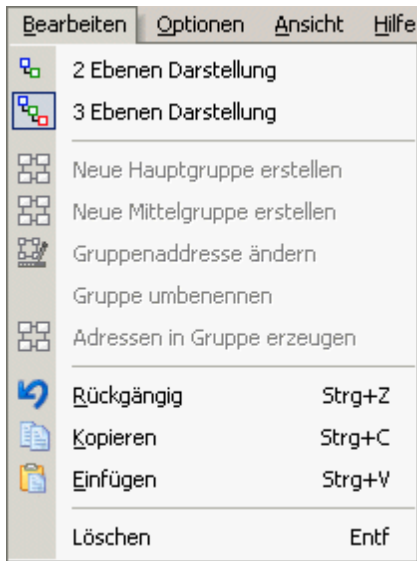 Bearbeiten Optionen Ansicht Hilfe
2 Ebenen Darstellung
3 Ebenen Darstellung
Neue Hauptgruppe erstellen
Neue Mittelgruppe erstellen
Gruppenaddresse ändern
Gruppe umbenennen
Adressen in Gruppe erzeugen
Rückgängig Strg+Z
Kopieren Strg+C
Einfügen Strg+V
Löschen Entf